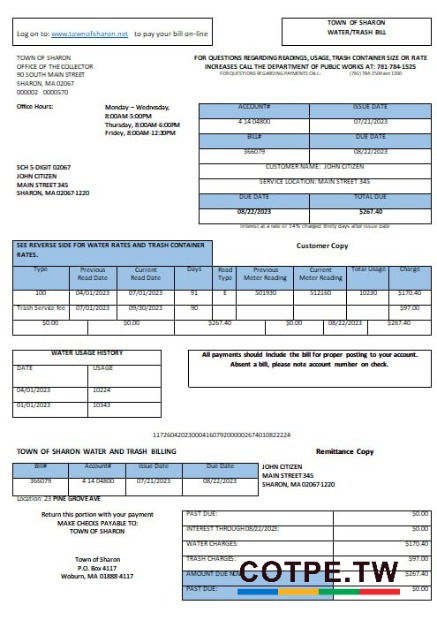 Log on to: www.townofsharon.net to pay your bill on-line
TOWN OF SHARON
WATER/TRASH BILL
TOWN OF SHARON
OFFICE OF THE COLLECTOR
90 SOUTH MAIN STREET
SHARON, MA 02067
000002 0000570
FOR QUESTIONS REGARDING READINGS, USAGE, TRASH CONTAINER SIZE OR RATE
INCREASES CALL THE DEPARTMENT OF PUBLIC WORKS AT: 781-784-1525
FOR QUESTIONS REGARDING PAYMENTS CALL: (781) 784-1500 ext 1200
Office Hours:
Monday – Wednesday,
8:00AM-5:00PM
Thursday, 8:00AM-6:00PM
Friday, 8:00AM-12:30PM
ACCOUNT# ISSUE DATE
4 14 04800 07/21/2023
BILL# DUE DATE
366079 08/22/2023
CUSTOMER NAME: JOHN CITIZEN
SERVICE LOCATION: MAIN STREET 345
DUE DATE TOTAL DUE
08/22/2023 $267.40
Interest at a rate of 14% charged thirty days after issue date
SCH 5-DIGIT 02067
JOHN CITIZEN
MAIN STREET 345
SHARON, MA 02067-1220
SEE REVERSE SIDE FOR WATER RATES AND TRASH CONTAINER
RATES.
Customer Copy
Type Previous Read Date Current Read Date Days Read Type Previous Meter Reading Current Meter Reading Total Usage Charge
100 04/01/2023 07/01/2023 91 E 501930 512160 10230 $170.40
Trash Service fee 07/01/2023 09/30/2023 90 $97.00
$0.00 $0.00 $267.40 $0.00 08/22/2023 $267.40
WATER USAGE HISTORY
DATE USAGE
04/01/2023 10224
01/01/2023 10343
All payments should include the bill for proper posting to your account.
Absent a bill, please note account number on check.
TOWN OF SHARON WATER AND TRASH BILLING
Remittance Copy
Bill# Account# Issue Date Due Date
366079 4 14 04800 07/21/2023 08/22/2023
JOHN CITIZEN
MAIN STREET 345
SHARON, MA 02067-1220
Location: 23 PINE GROVE AVE
Return this portion with your payment
MAKE CHECKS PAYABLE TO:
TOWN OF SHARON
Town of Sharon
P.O. Box 4117
Woburn, MA 01888-4117
PAST DUE: $0.00
INTEREST THROUGH 08/22/2023: $0.00
WATER CHARGES: $170.40
TRASH CHARGES: $97.00
AMOUNT DUE NOW $267.40
PAST DUE: $0.00
COTPE.TW